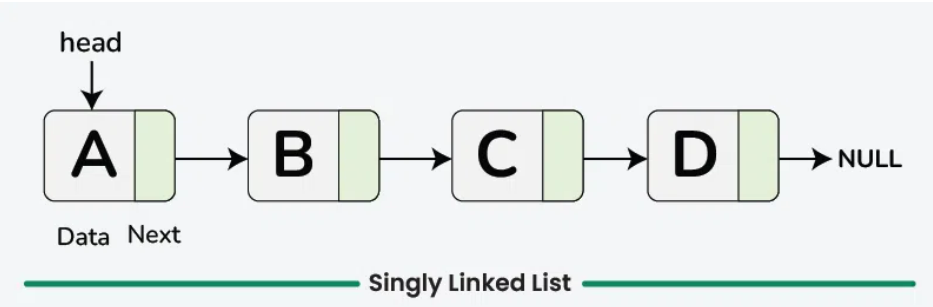 head
A B C D NULL
Data Next
Singly Linked List